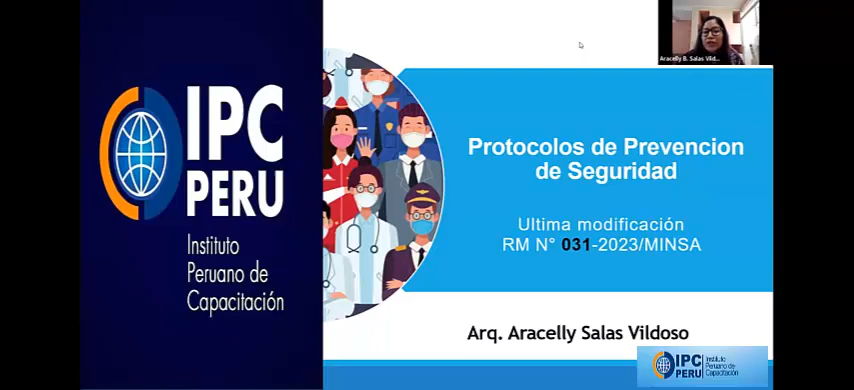 IPC
PERU
Instituto
Peruano de
Capacitación
Aracelly B. Salas Vild...
Protocolos de Prevencion
de Seguridad
Ultima modificación
RM N° 031-2023/MINSA
Arq. Aracelly Salas Vildoso
IPC
PERU
Instituto
Peruano de
Capacitación